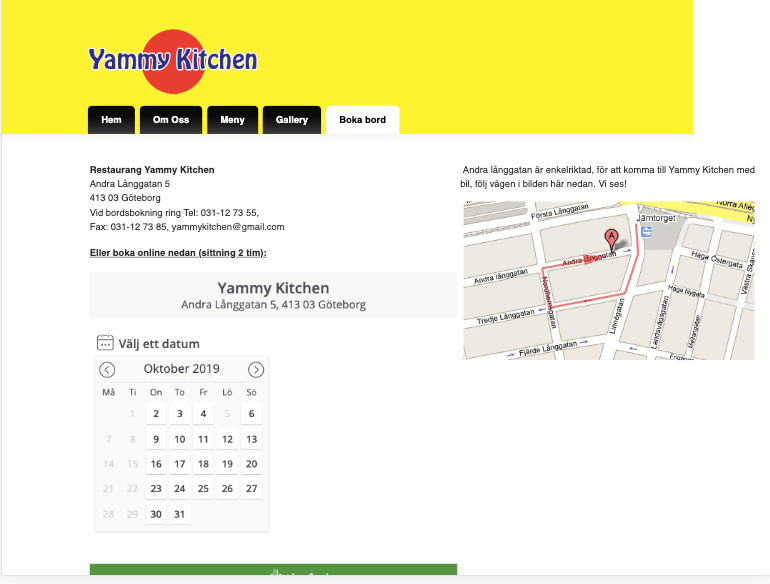 Yammy Kitchen
Hem
Om Oss
Meny
Gallery
Boka bord
Restaurang Yammy Kitchen
Andra Långgatan 5
413 03 Göteborg
Vid bordsbokning ring Tel: 031-12 73 55,
Fax: 031-12 73 85, yammykitchen@gmail.com
Eller boka online nedan (sittning 2 tim):
Yammy Kitchen
Andra Långgatan 5, 413 03 Göteborg
Välj ett datum
Oktober 2019
Må Ti On To Fr Lö Sö
1 2 3 4 5 6
7 8 9 10 11 12 13
14 15 16 17 18 19 20
21 22 23 24 25 26 27
28 29 30 31
Andra långgatan är enkelriktad, för att komma till Yammy Kitchen med
bil, följ vägen i bilden här nedan. Vi ses!
Första Långgatan
Järntorget
A
Andra långgatan
Andra långgatan
Haga Östergata
Haga Nygata
Tredje Långgatan
Linnégatan
Landsvägsgatan
Fjärde Långgatan